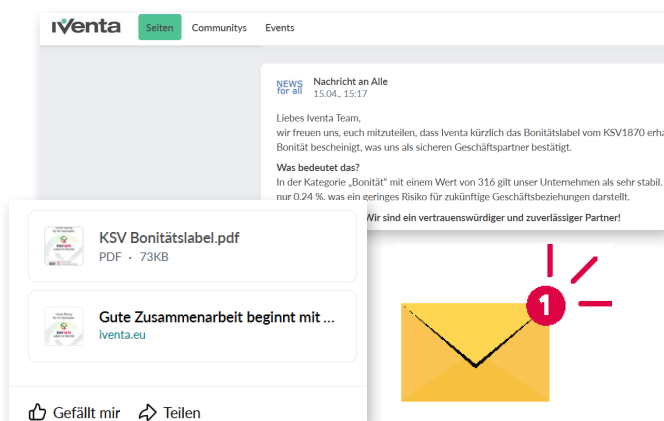 iventa
Seiten Communitys Events
NEWS for all
Nachricht an Alle
15.04., 15:17
Liebes Iventa Team,
wir freuen uns, euch mitzuteilen, dass Iventa kürzlich das Bonitätslabel vom KSV1870
Bonität bescheinigt, was uns als sicheren Geschäftspartner bestätigt.
Was bedeutet das?
In der Kategorie „Bonität" mit einem Wert von 316 gilt unser Unternehmen als sehr stabil.
nur 0,24 %, was ein geringes Risiko für zukünftige Geschäftsbeziehungen darstellt.
Wir sind ein vertrauenswürdiger und zuverlässiger Partner!
KSV Bonitätslabel.pdf
PDF · 73KB
Gute Zusammenarbeit beginnt mit ...
iventa.eu
Gefällt mir Teilen
1